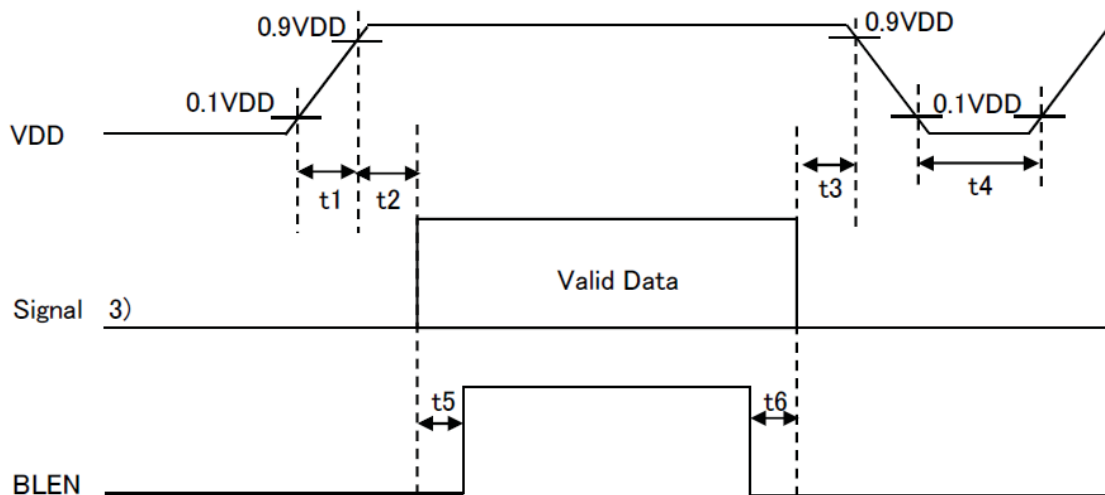 0.9VDD
0.9VDD
0.1VDD
0.1VDD
VDD
t1
t2
t3
t4
Valid Data
Signal 3)
t5
t6
BLEN